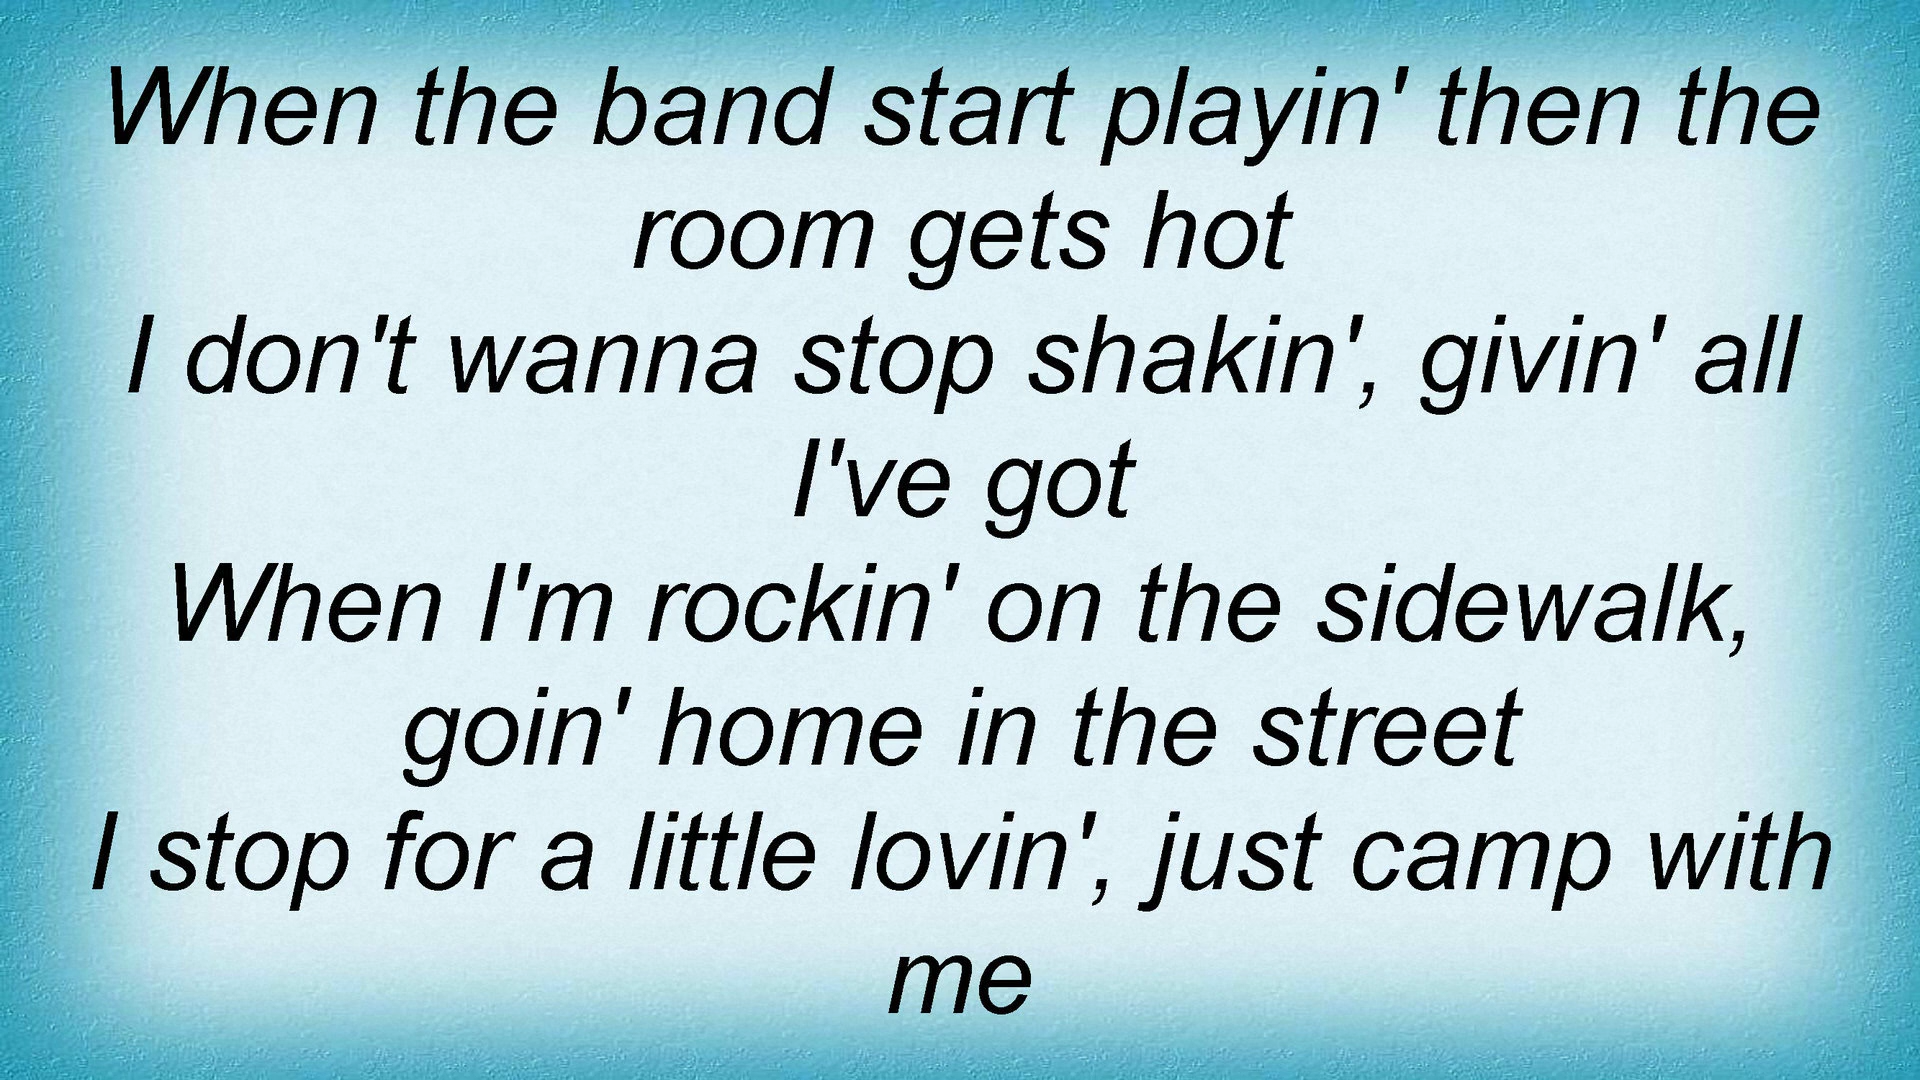 When the band start playin' then the
room gets hot
I don't wanna stop shakin', givin' all
I've got
When I'm rockin' on the sidewalk,
goin' home in the street
I stop for a little lovin', just camp with
me